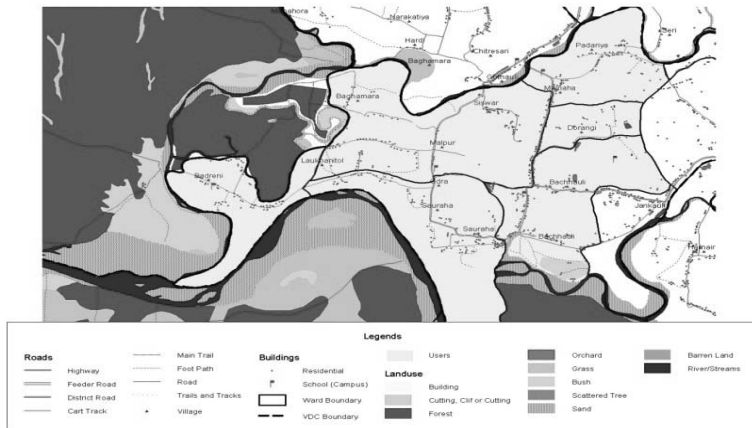 Narakatiya
Hardi
Chitresari
Padariya
Baghamara
Baghamara
Siswar
Dorangi
Malpur
Laukhanitol
Badreni
Bachhauli
Sauraha
Jankauli
Sauraha
Bachhauli
Legends
Roads
Highway
Feeder Road
District Road
Cart Track
Main Trail
Foot Path
Road
Trails and Tracks
Village
Buildings
Residential
School (Campus)
Ward Boundary
VDC Boundary
Users
Landuse
Building
Cutting, Clif or Cutting
Forest
Orchard
Grass
Bush
Scattered Tree
Sand
Barren Land
River/Streams